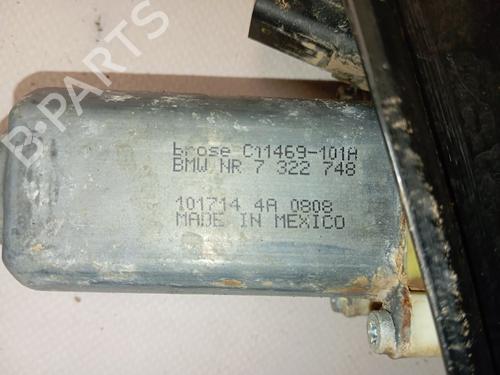 B-PARTS
brose C11469-101A
BMW NR 7 322 748
101714 4A 0808
MADE IN MEXICO